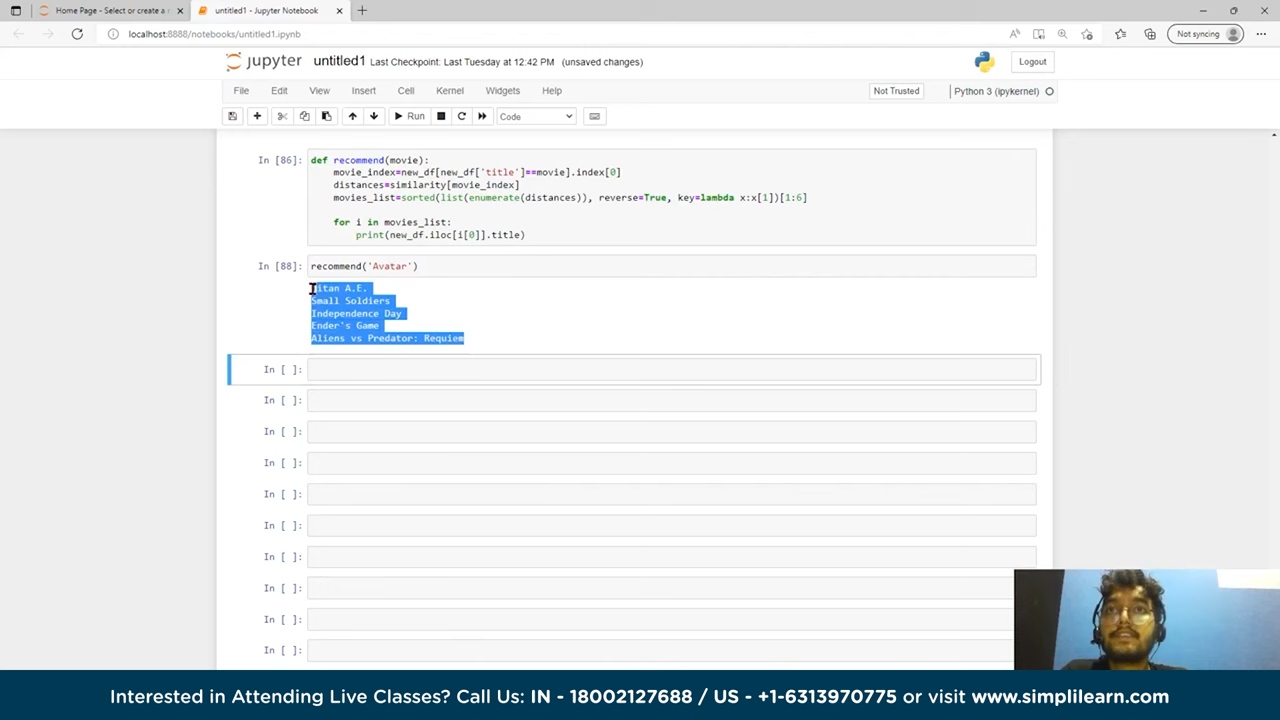 Home Page - Select or create a n
untitled1 - Jupyter Notebook
localhost:8888/notebooks/untitled1.ipynb
Not syncing
jupyter untitled1 Last Checkpoint: Last Tuesday at 12:42 PM (unsaved changes)
Logout
File Edit View Insert Cell Kernel Widgets Help
Not Trusted
Python 3 (ipykernel)
Run
Code
In [86]: def recommend(movie):
movie_index=new_df[new_df['title']==movie].index[0]
distances=similarity[movie_index]
movies_list=sorted(list(enumerate(distances)), reverse=True, key=lambda x:x[1])[1:6]
for i in movies_list:
print(new_df.iloc[i[0]].title)
In [88]: recommend('Avatar')
Titan A.E.
Small Soldiers
Independence Day
Ender's Game
Aliens vs Predator: Requiem
In [ ]:
In [ ]:
In [ ]:
In [ ]:
In [ ]:
In [ ]:
In [ ]:
In [ ]:
In [ ]:
In [ ]:
Interested in Attending Live Classes? Call Us: IN - 18002127688 / US - +1-6313970775 or visit www.simplilearn.com